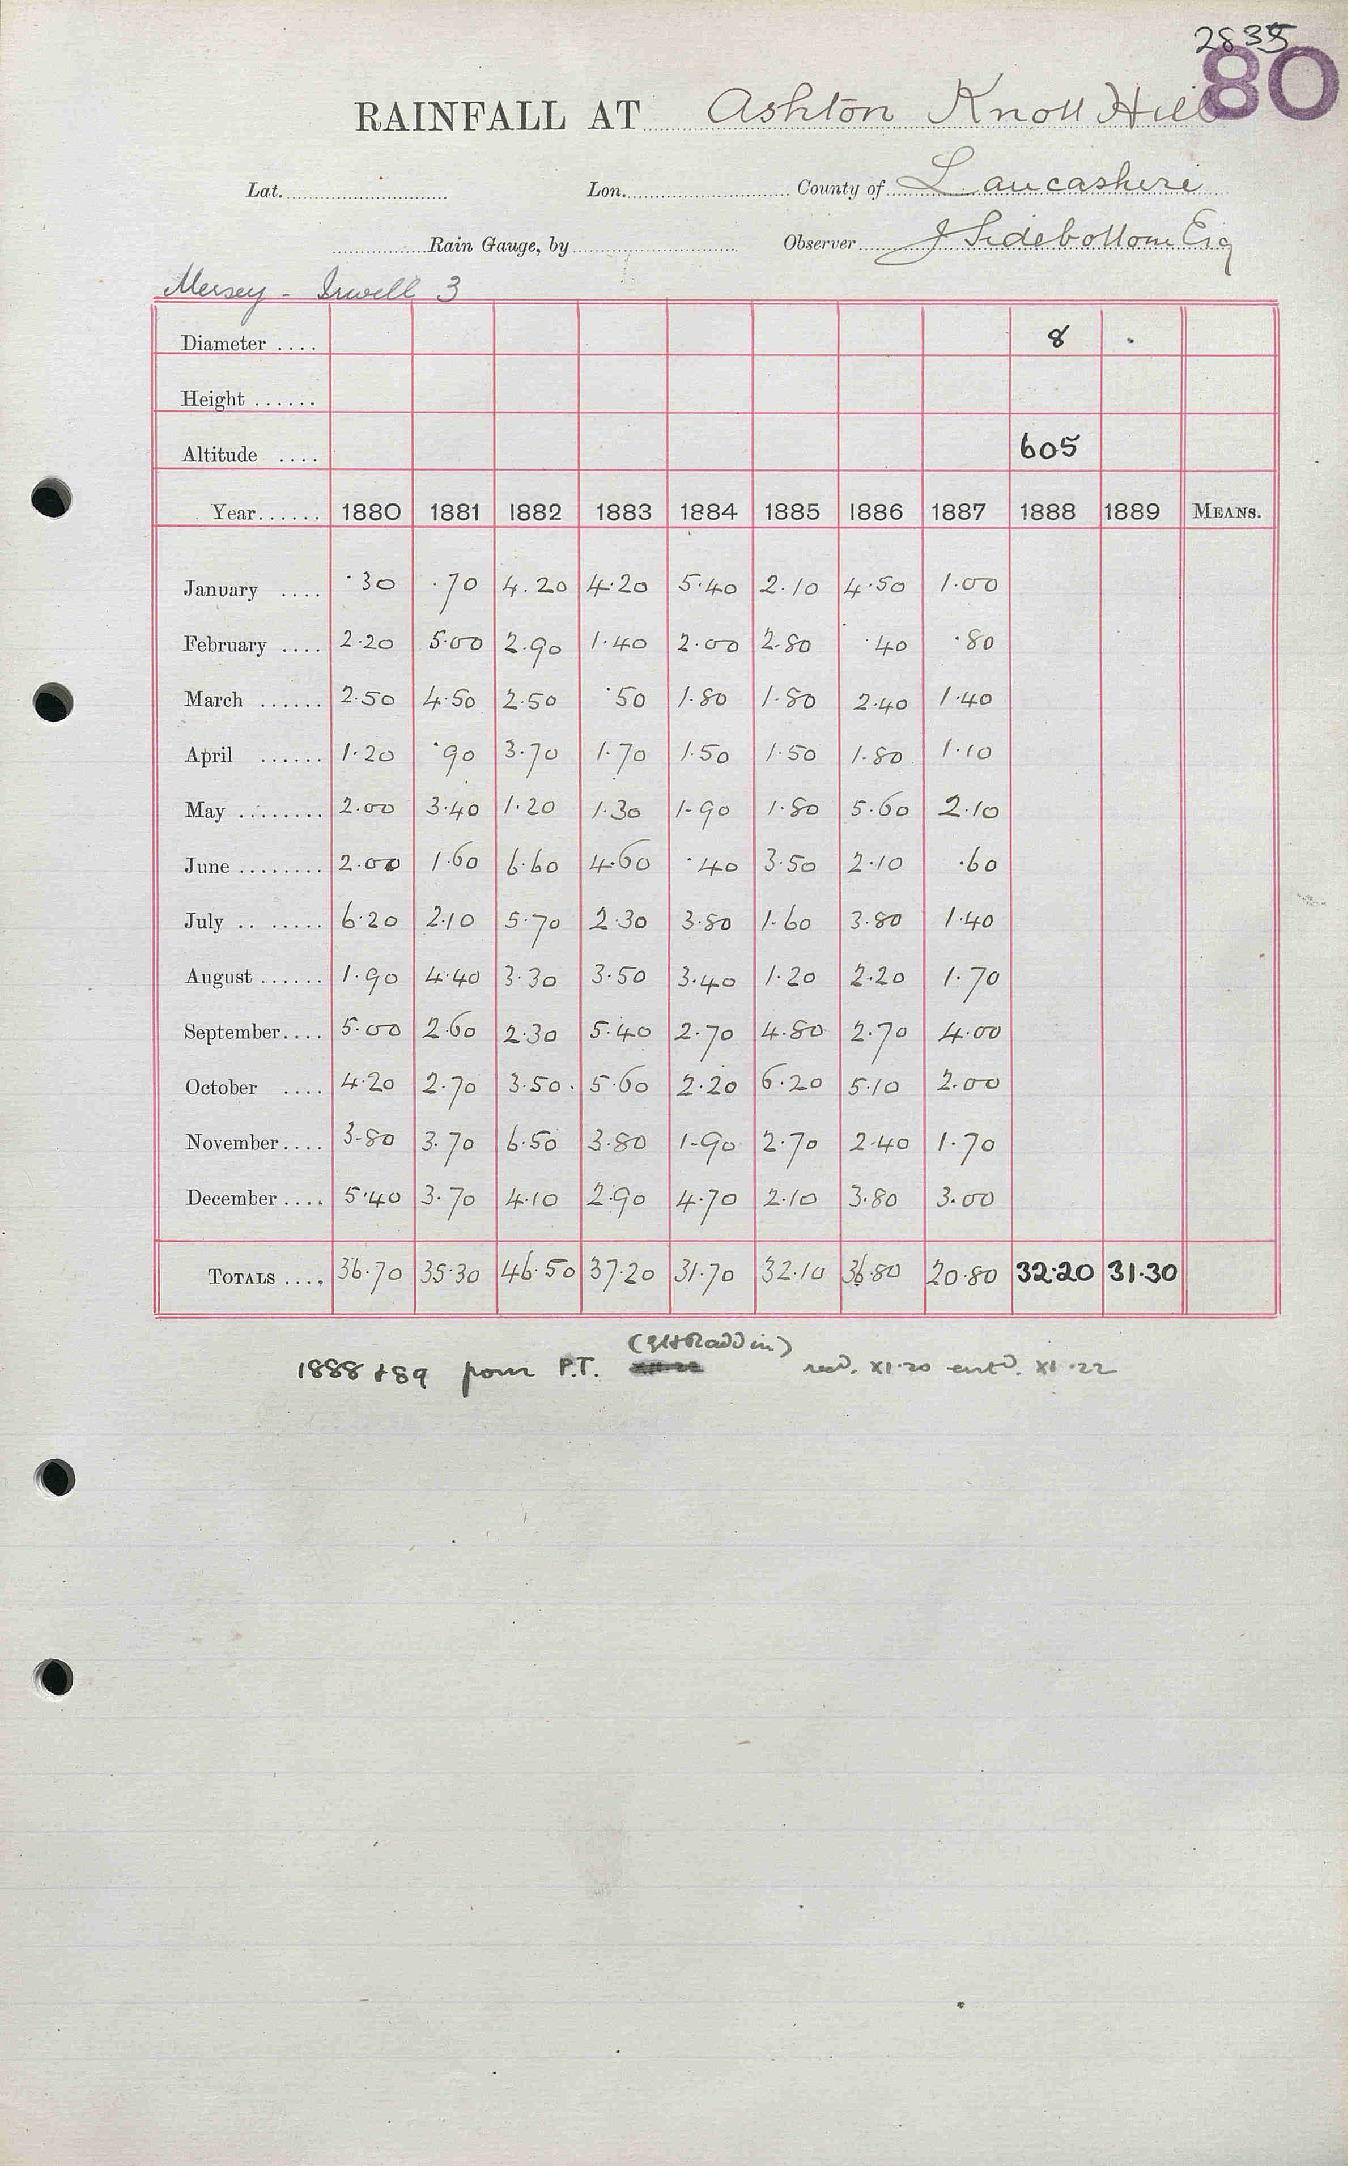 2835
80
RAINFALL AT Ashton Knoll Hill
Lat. Lon. County of Lancashire
Rain Gauge, by Observer J Sidebottom Esq
Mersey - Irwell 3
Diameter .... 8 .
Height ......
Altitude .... 605
Year...... 1880 1881 1882 1883 1884 1885 1886 1887 1888 1889 MEANS.
January .... ·30 ·70 4.20 4·20 5·40 2·10 4·50 1·00
February .... 2·20 5·00 2·90 1·40 2·00 2·80 ·40 ·80
March ...... 2·50 4·50 2·50 ·50 1·80 1·80 2·40 1·40
April ...... 1·20 ·90 3·70 1·70 1·50 1·50 1·80 1·10
May ........ 2·00 3·40 1·20 1·30 1·90 1·80 5·60 2·10
June ........ 2·00 1·60 6·60 4·60 ·40 3·50 2·10 ·60
July .. ...... 6·20 2·10 5·70 2·30 3·80 1·60 3·80 1·40
August ...... 1·90 4·40 3·30 3·50 3·40 1·20 2·20 1·70
September.... 5·00 2·60 2·30 5·40 2·70 4·80 2·70 4·00
October .... 4·20 2·70 3·50 5·60 2·20 6·20 5·10 2·00
November.... 3·80 3·70 6·50 3·80 1·90 2·70 2·40 1·70
December .... 5·40 3·70 4·10 2·90 4·70 2·10 3·80 3·00
TOTALS .... 36·70 35·30 46·50 37·20 31·70 32·10 36·80 20·80 32·20 31·30
1888 & 89 from P.T. recd. XI·20 entd. XI·22